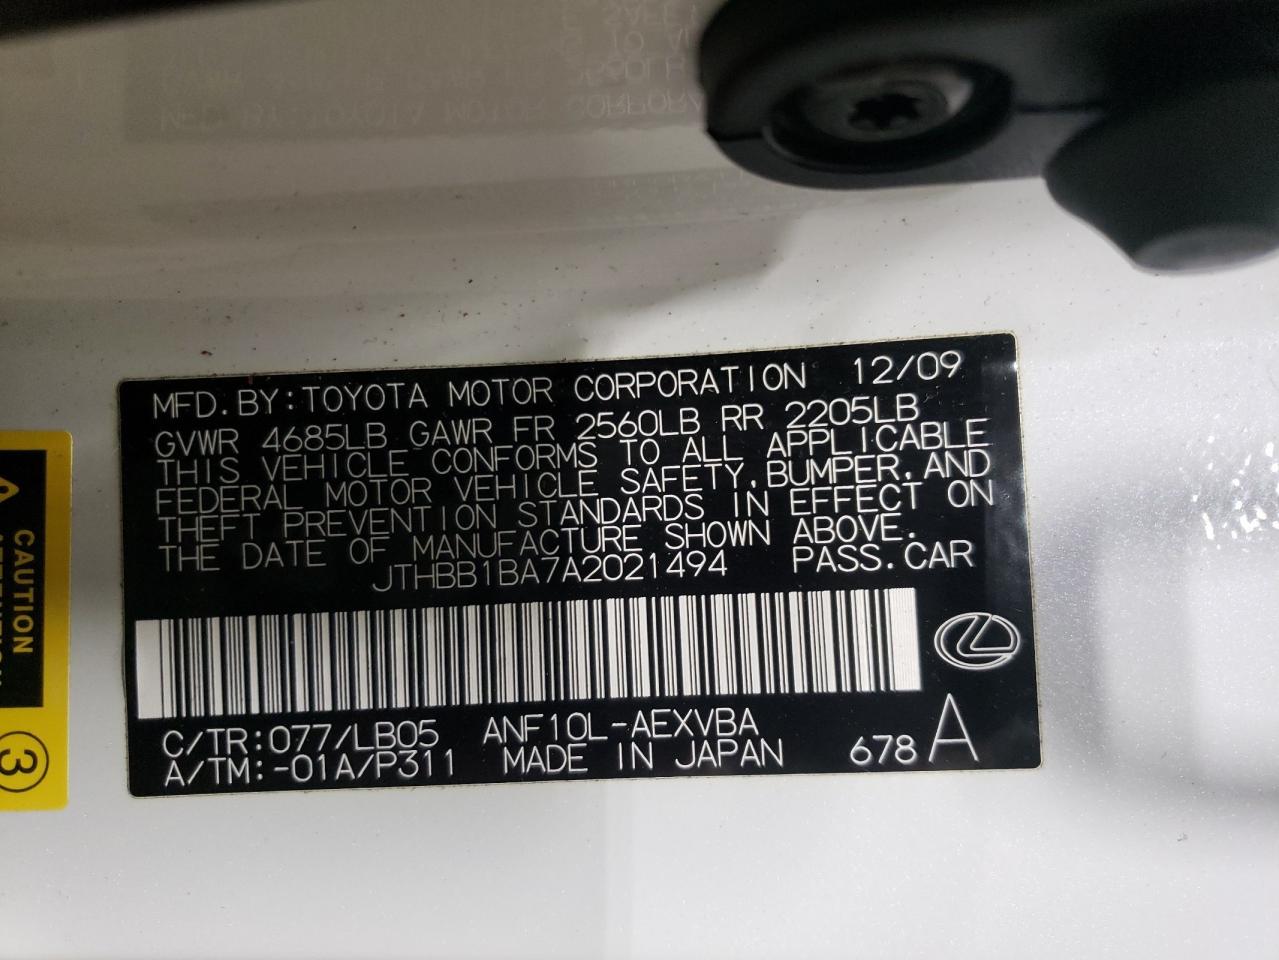 MFD.BY:TOYOTA MOTOR CORPORATION 12/09
GVWR 4685LB GAWR FR 2560LB RR 2205LB
THIS VEHICLE CONFORMS TO ALL APPLICABLE
FEDERAL MOTOR VEHICLE SAFETY,BUMPER,AND
THEFT PREVENTION STANDARDS IN EFFECT ON
THE DATE OF MANUFACTURE SHOWN ABOVE.
JTHBB1BA7A2021494 PASS.CAR
C/TR:077/LB05 ANF10L-AEXVBA
A/TM:-01A/P311 MADE IN JAPAN 678 A
CAUTION
3